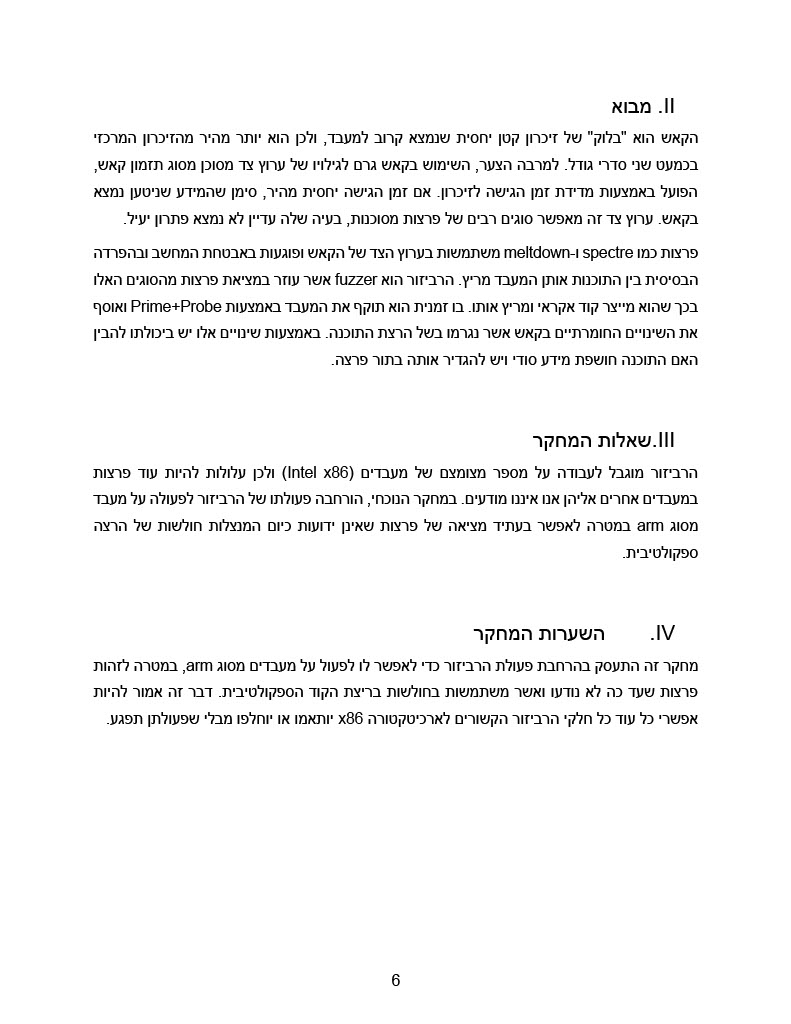 II. מבוא
הקאש הוא "בלוק" של זיכרון קטן יחסית שנמצא קרוב למעבד, ולכן הוא יותר מהיר מהזיכרון המרכזי
בכמעט שני סדרי גודל. למרבה הצער, השימוש בקאש גרם לגילויו של ערוץ צד מסוכן מסוג תזמון קאש,
הפועל באמצעות מדידת זמן הגישה לזיכרון. אם זמן הגישה יחסית מהיר, סימן שהמידע שניטען נמצא
בקאש. ערוץ צד זה מאפשר סוגים רבים של פרצות מסוכנות, בעיה שלה עדיין לא נמצא פתרון יעיל.
פרצות כמו spectre ו-meltdown משתמשות בערוץ הצד של הקאש ופוגעות באבטחת המחשב ובהפרדה
הבסיסית בין התוכנות אותן המעבד מריץ. הרביזור הוא fuzzer אשר עוזר במציאת פרצות מהסוגים האלו
בכך שהוא מייצר קוד אקראי ומריץ אותו. בו זמנית הוא תוקף את המעבד באמצעות Prime+Probe ואוסף
את השינויים החומרתיים בקאש אשר נגרמו בשל הרצת התוכנה. באמצעות שינויים אלו יש ביכולתו להבין
האם התוכנה חושפת מידע סודי ויש להגדיר אותה בתור פרצה.
III.שאלות המחקר
הרביזור מוגבל לעבודה על מספר מצומצם של מעבדים (Intel x86) ולכן עלולות להיות עוד פרצות
במעבדים אחרים אליהן אנו איננו מודעים. במחקר הנוכחי, הורחבה פעולתו של הרביזור לפעולה על מעבד
מסוג arm במטרה לאפשר בעתיד מציאה של פרצות שאינן ידועות כיום המנצלות חולשות של הרצה
ספקולטיבית.
IV. השערות המחקר
מחקר זה התעסק בהרחבת פעולת הרביזור כדי לאפשר לו לפעול על מעבדים מסוג arm, במטרה לזהות
פרצות שעד כה לא נודעו ואשר משתמשות בחולשות בריצת הקוד הספקולטיבית. דבר זה אמור להיות
אפשרי כל עוד כל חלקי הרביזור הקשורים לארכיטקטורה x86 יותאמו או יוחלפו מבלי שפעולתן תפגע.
6